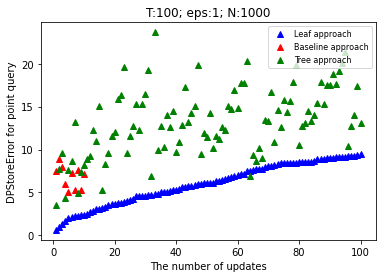 T:100; eps:1; N:1000
Leaf approach
Baseline approach
Tree approach
DPStoreError for point query
20
15
10
5
0
0
20
40
60
80
100
The number of updates